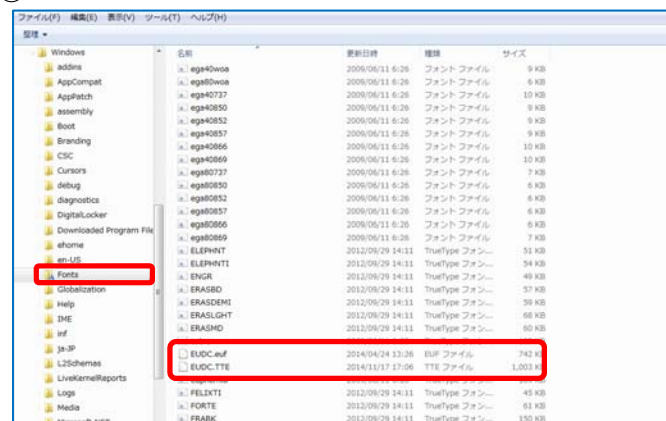 ファイル(F) 編集(E) 表示(V) ツール(T) ヘルプ(H)
整理
Windows
addins
AppCompat
AppPatch
assembly
Boot
Branding
CSC
Cursors
debug
diagnostics
DigitalLocker
Downloaded Program File
ehome
en-US
Fonts
Globalization
Help
IME
inf
ja-JP
L2Schemas
LiveKernelReports
Logs
Media
名前 更新日時 種類 サイズ
ega40woa 2009/06/11 6:26 フォント ファイル 9 KB
ega80woa 2009/06/11 6:26 フォント ファイル 6 KB
ega40737 2009/06/11 6:26 フォント ファイル 10 KB
ega40850 2009/06/11 6:26 フォント ファイル 9 KB
ega40852 2009/06/11 6:26 フォント ファイル 9 KB
ega40857 2009/06/11 6:26 フォント ファイル 9 KB
ega40866 2009/06/11 6:26 フォント ファイル 10 KB
ega40869 2009/06/11 6:26 フォント ファイル 10 KB
ega80737 2009/06/11 6:26 フォント ファイル 7 KB
ega80850 2009/06/11 6:26 フォント ファイル 6 KB
ega80852 2009/06/11 6:26 フォント ファイル 6 KB
ega80857 2009/06/11 6:26 フォント ファイル 6 KB
ega80866 2009/06/11 6:26 フォント ファイル 6 KB
ega80869 2009/06/11 6:26 フォント ファイル 7 KB
ELEPHNT 2012/09/29 14:11 TrueType フォン... 51 KB
ELEPHNTI 2012/09/29 14:11 TrueType フォン... 54 KB
ENGR 2012/09/29 14:11 TrueType フォン... 49 KB
ERASBD 2012/09/29 14:11 TrueType フォン... 57 KB
ERASDEMI 2012/09/29 14:11 TrueType フォン... 59 KB
ERASLGHT 2012/09/29 14:11 TrueType フォン... 68 KB
ERASMD 2012/09/29 14:11 TrueType フォン... 60 KB
EUDC.euf 2014/04/24 13:26 EUF ファイル 742 KB
EUDC.TTE 2014/11/17 17:06 TTE ファイル 1,003 KB
FELIXTI 2012/09/29 14:11 TrueType フォン... 45 KB
FORTE 2012/09/29 14:11 TrueType フォン... 61 KB
FRABK 2012/09/29 14:11 TrueType フォン... 150 KB